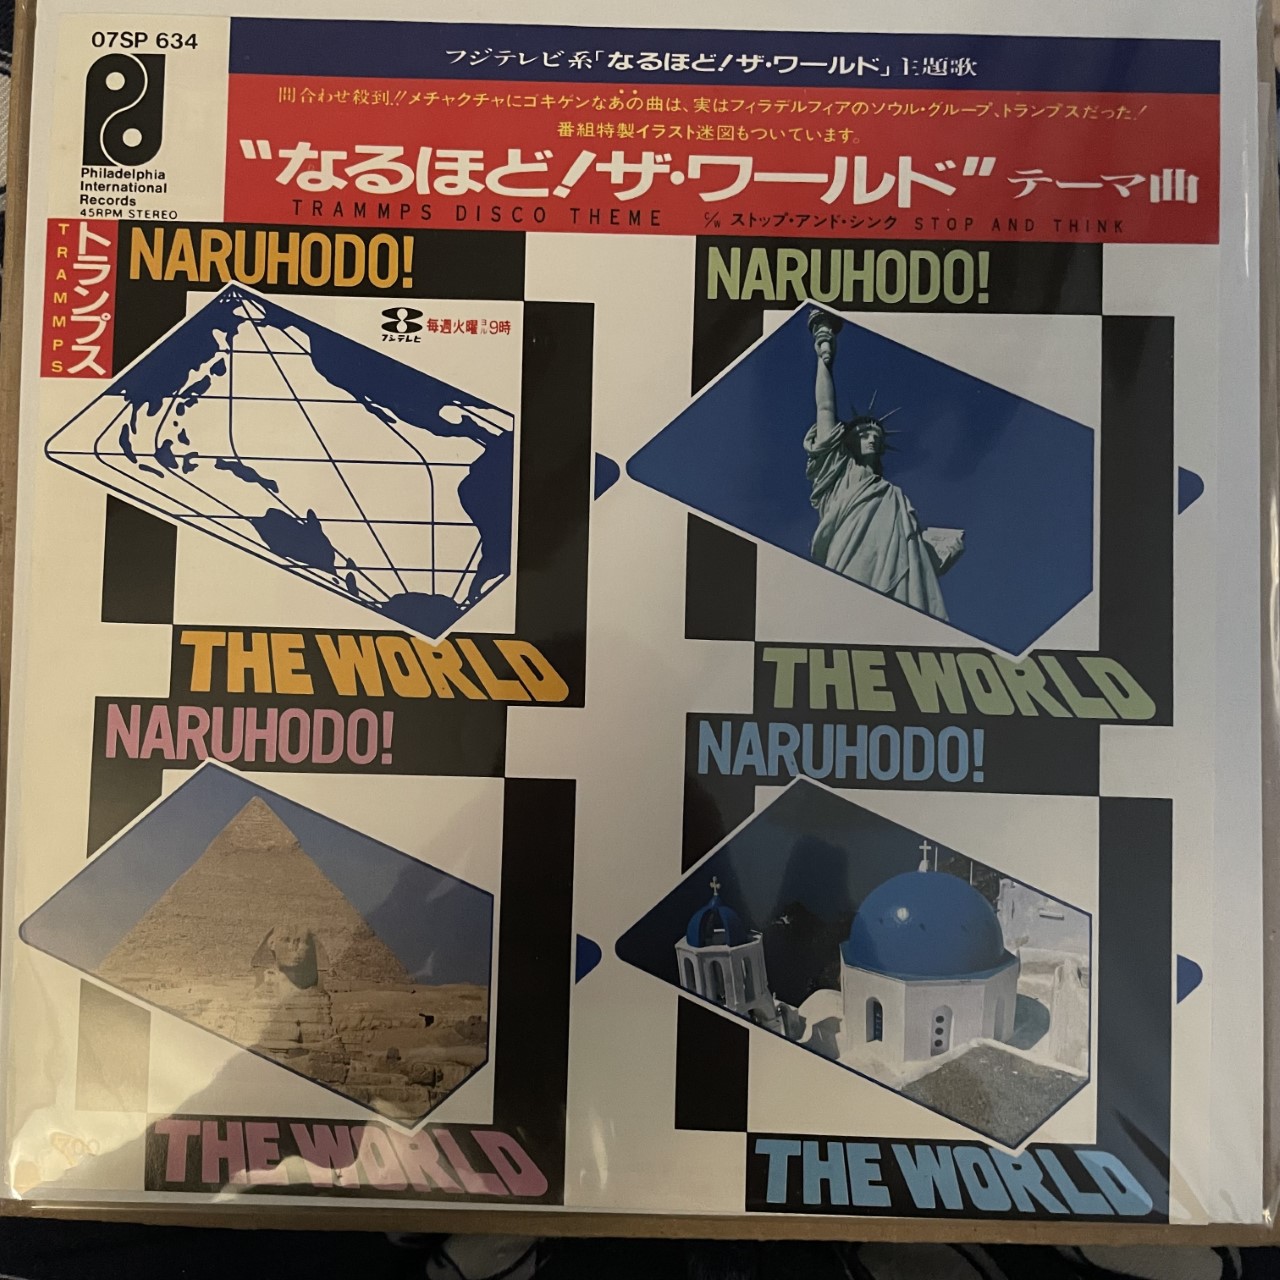 07SP 634
Philadelphia
International
Records
45RPM STEREO
フジテレビ系「なるほど!ザ・ワールド」主題歌
問合わせ殺到!!メチャクチャにゴキゲンなあの曲は、実はフィラデルフィアのソウル・グループ、トランプスだった!
番組特製イラスト迷図もついています。
"なるほど!ザ・ワールド" テーマ曲
TRAMMPS DISCO THEME c/w ストップ・アンド・シンク STOP AND THINK
TRAMMPS
トランプス
NARUHODO!
フジテレビ
毎週火曜ヨル9時
THE WORLD
NARUHODO!
THE WORLD
NARUHODO!
THE WORLD
NARUHODO!
THE WORLD